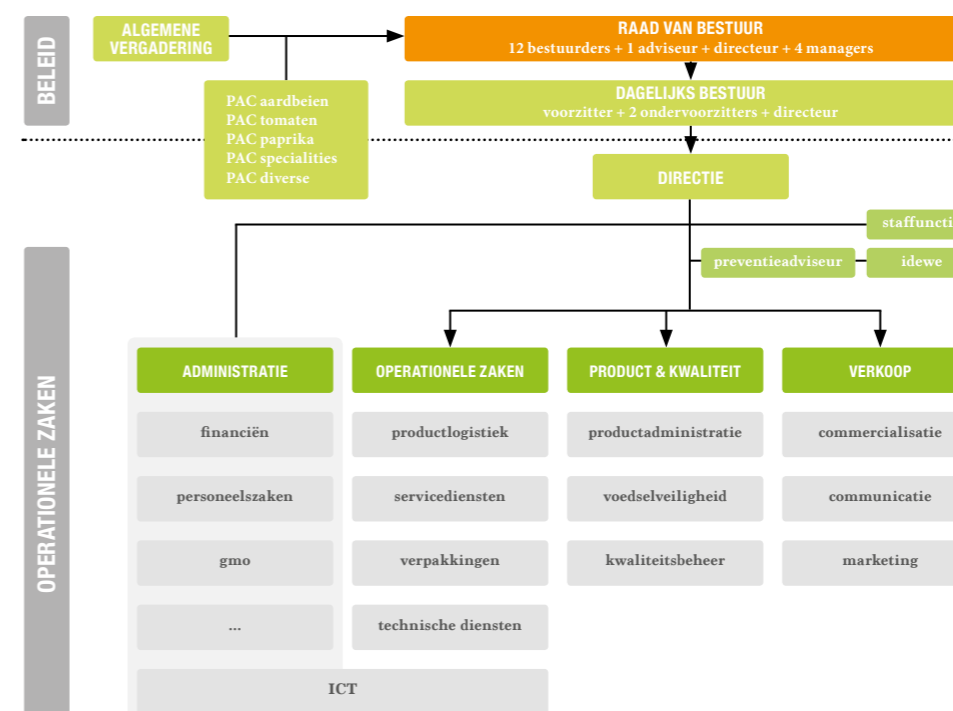 BELEID
ALGEMENE
VERGADERING
RAAD VAN BESTUUR
12 bestuurders + 1 adviseur + directeur + 4 managers
PAC aardbeien
PAC tomaten
PAC paprika
PAC specialities
PAC diverse
DAGELIJKS BESTUUR
voorzitter + 2 ondervoorzitters + directeur
DIRECTIE
staffuncti
preventieadviseur
idewe
OPERATIONELE ZAKEN
ADMINISTRATIE
OPERATIONELE ZAKEN
PRODUCT & KWALITEIT
VERKOOP
financiën
productlogistiek
productadministratie
commercialisatie
personeelszaken
servicediensten
voedselveiligheid
communicatie
gmo
verpakkingen
kwaliteitsbeheer
marketing
...
technische diensten
ICT